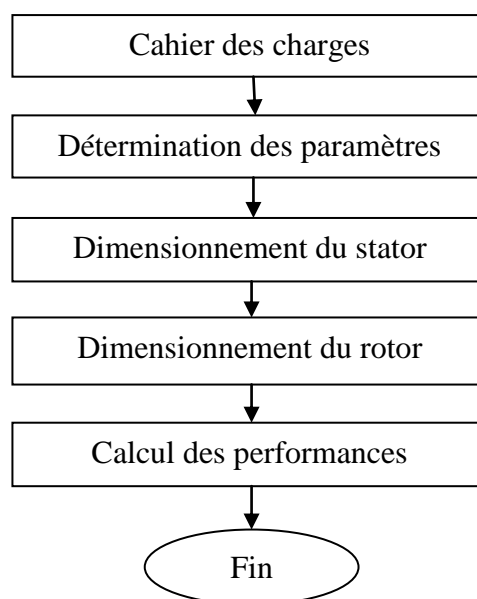 Cahier des charges
Détermination des paramètres
Dimensionnement du stator
Dimensionnement du rotor
Calcul des performances
Fin